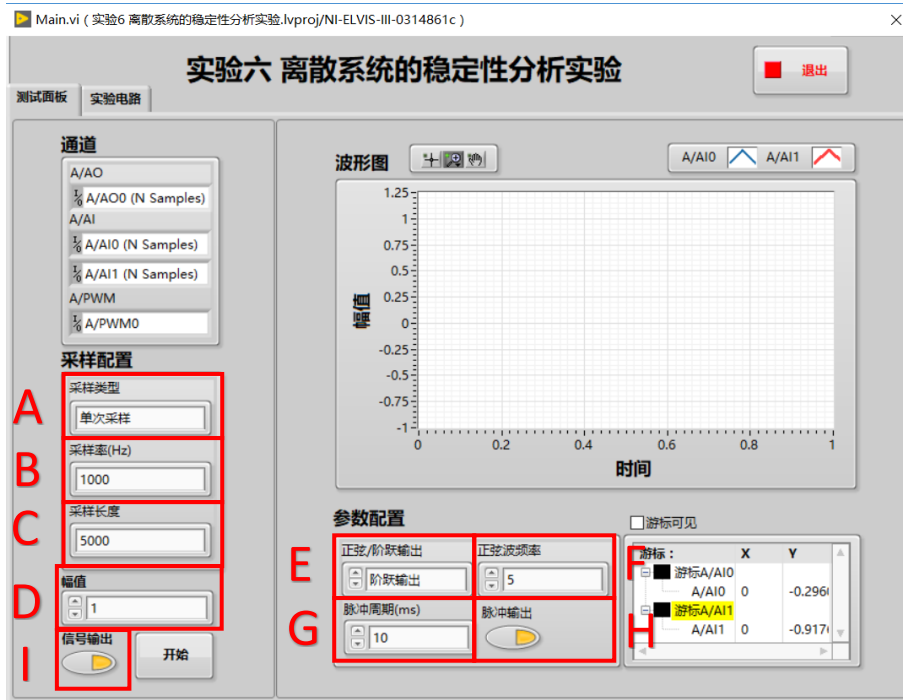 Main.vi ( 实验6 离散系统的稳定性分析实验.lvproj/NI-ELVIS-III-0314861c )
实验六 离散系统的稳定性分析实验
退出
测试面板
实验电路
通道
A/AO
A/AO0 (N Samples)
A/AI
A/AI0 (N Samples)
A/AI1 (N Samples)
A/PWM
A/PWM0
采样配置
A
采样类型
单次采样
B
采样率(Hz)
1000
C
采样长度
5000
D
幅值
1
I
信号输出
开始
波形图
A/AI0
A/AI1
幅值
1.25
1
0.75
0.5
0.25
0
-0.25
-0.5
-0.75
-1
0 0.2 0.4 0.6 0.8 1
时间
参数配置
E
正弦/阶跃输出
阶跃输出
正弦波频率
5
F
G
脉冲周期(ms)
10
脉冲输出
H
游标可见
游标： X Y
游标A/AI0
A/AI0 0 -0.296
游标A/AI1
A/AI1 0 -0.917